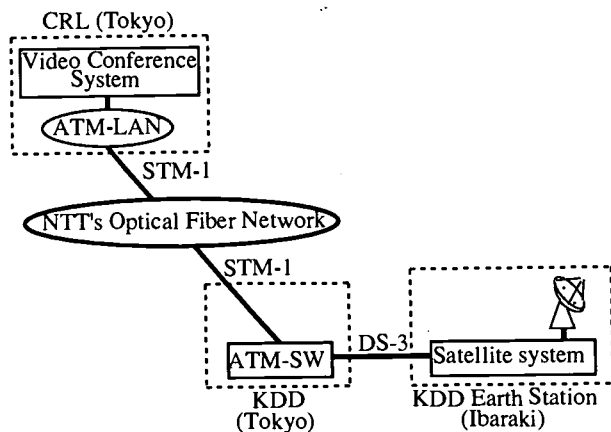 CRL (Tokyo)
Video Conference
System
ATM-LAN
STM-1
NTT's Optical Fiber Network
STM-1
ATM-SW
DS-3
Satellite system
KDD
(Tokyo)
KDD Earth Station
(Ibaraki)